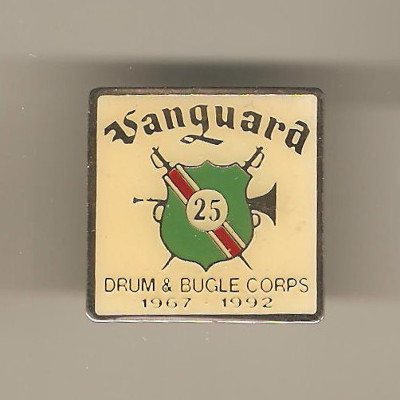 Vanguard
25
DRUM & BUGLE CORPS
1967 · 1992